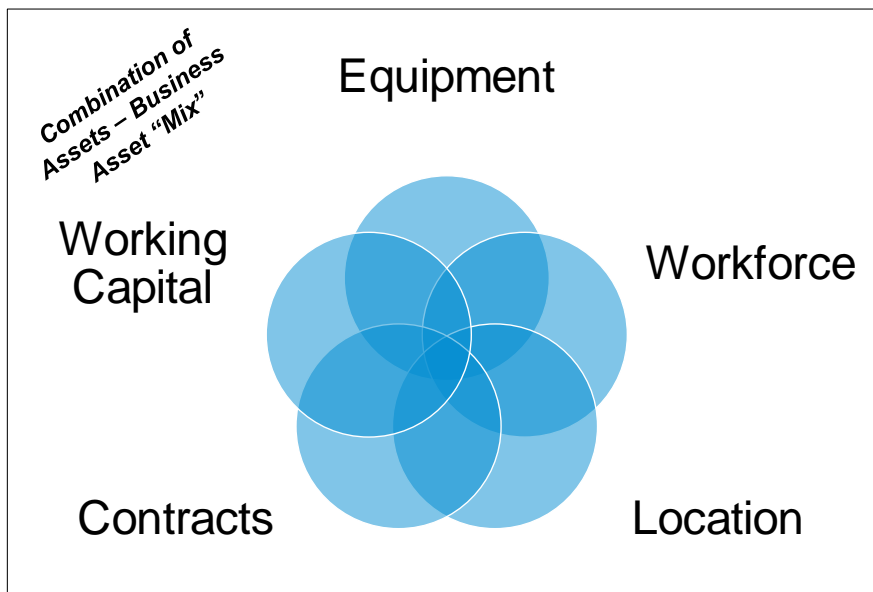 Combination of
Assets – Business
Asset “Mix”
Equipment
Working
Capital
Workforce
Contracts
Location